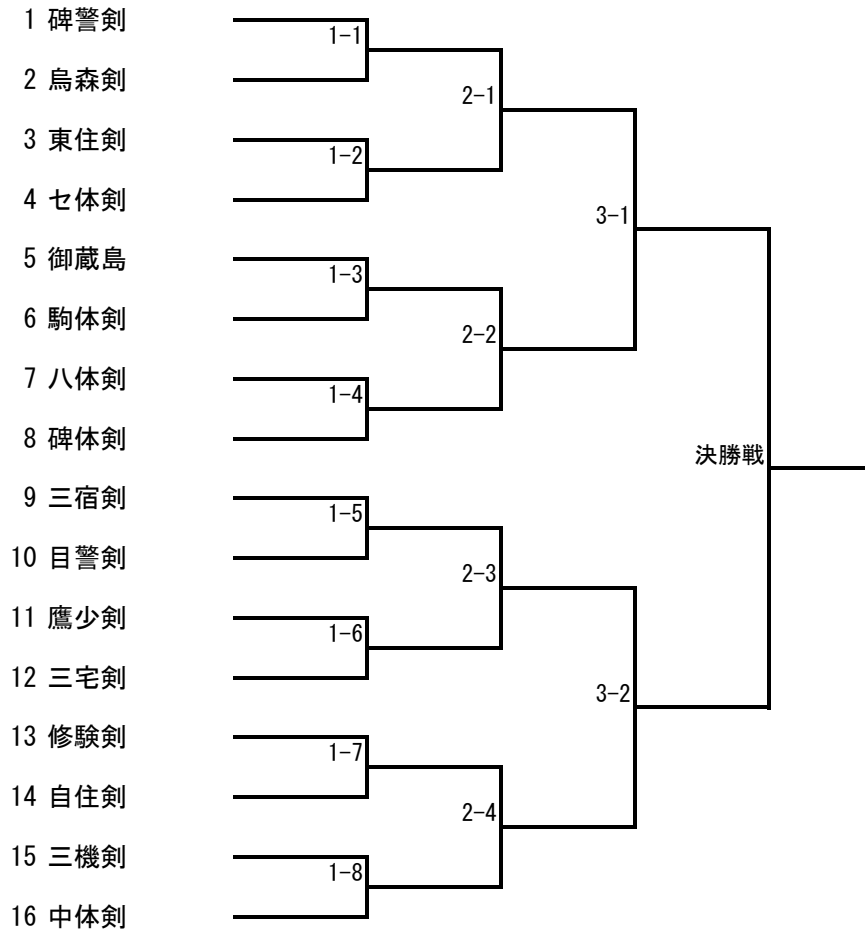 1 碑警剣
1-1
2 烏森剣
2-1
3 東住剣
1-2
4 セ体剣
3-1
5 御蔵島
1-3
6 駒体剣
2-2
7 八体剣
1-4
8 碑体剣
決勝戦
9 三宿剣
1-5
10 目警剣
2-3
11 鷹少剣
1-6
12 三宅剣
3-2
13 修験剣
1-7
14 自住剣
2-4
15 三機剣
1-8
16 中体剣